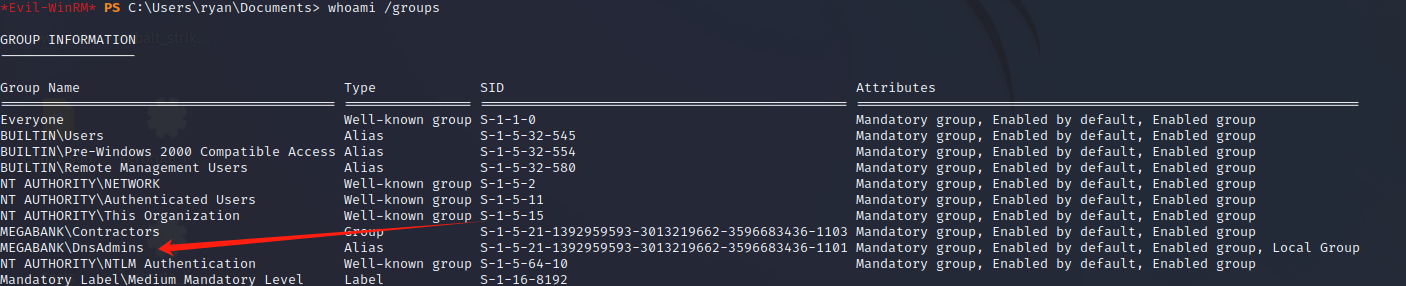 *Evil-WinRM* PS C:\Users\ryan\Documents> whoami /groups
GROUP INFORMATION
Group Name Type SID Attributes
Everyone Well-known group S-1-1-0 Mandatory group, Enabled by default, Enabled group
BUILTIN\Users Alias S-1-5-32-545 Mandatory group, Enabled by default, Enabled group
BUILTIN\Pre-Windows 2000 Compatible Access Alias S-1-5-32-554 Mandatory group, Enabled by default, Enabled group
BUILTIN\Remote Management Users Alias S-1-5-32-580 Mandatory group, Enabled by default, Enabled group
NT AUTHORITY\NETWORK Well-known group S-1-5-2 Mandatory group, Enabled by default, Enabled group
NT AUTHORITY\Authenticated Users Well-known group S-1-5-11 Mandatory group, Enabled by default, Enabled group
NT AUTHORITY\This Organization Well-known group S-1-5-15 Mandatory group, Enabled by default, Enabled group
MEGABANK\Contractors Group S-1-5-21-1392959593-3013219662-3596683436-1103 Mandatory group, Enabled by default, Enabled group
MEGABANK\DnsAdmins Alias S-1-5-21-1392959593-3013219662-3596683436-1101 Mandatory group, Enabled by default, Enabled group, Local Group
NT AUTHORITY\NTLM Authentication Well-known group S-1-5-64-10 Mandatory group, Enabled by default, Enabled group
Mandatory Label\Medium Mandatory Level Label S-1-16-8192